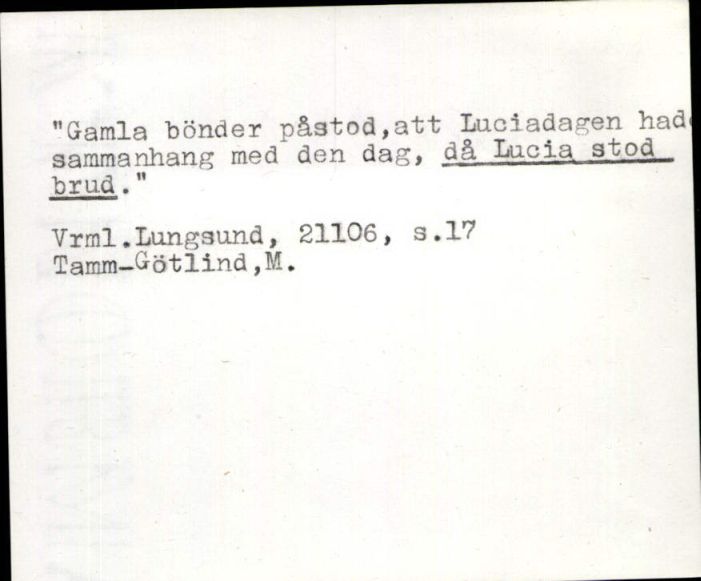 "Gamla bönder påstod,att Luciadagen had
sammanhang med den dag, då Lucia stod
brud."
Vrml.Lungsund, 21106, s.17
Tamm-Götlind,M.